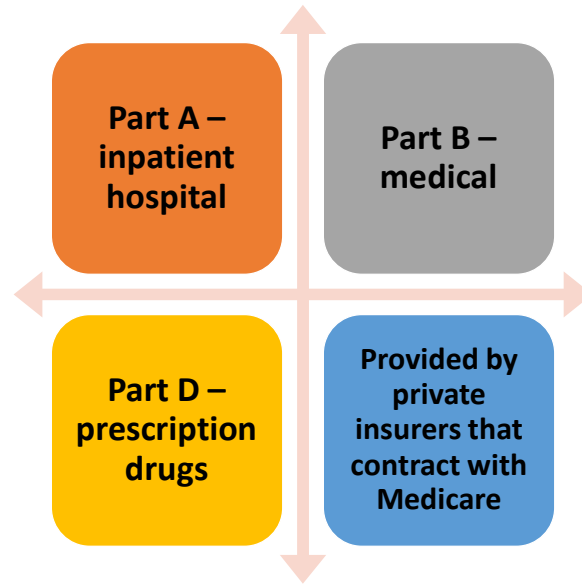 Part A –
inpatient
hospital
Part B –
medical
Part D –
prescription
drugs
Provided by
private
insurers that
contract with
Medicare